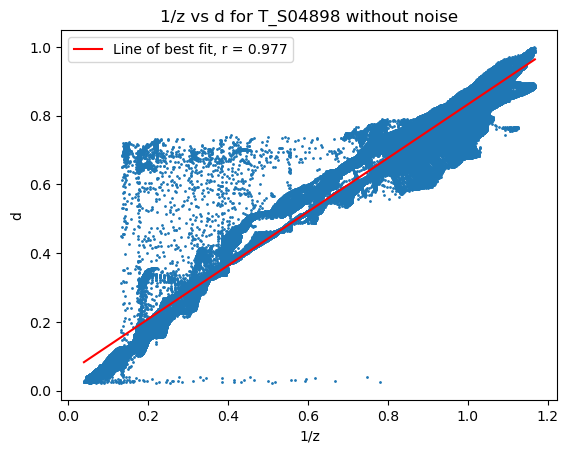 1/z vs d for T_S04898 without noise
Line of best fit, r = 0.977
1.0
0.8
0.6
0.4
0.2
0.0
d
0.0 0.2 0.4 0.6 0.8 1.0 1.2
1/z